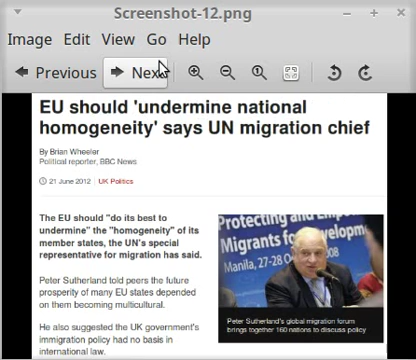 Screenshot-12.png
Image Edit View Go Help
Previous Next
EU should 'undermine national
homogeneity' says UN migration chief
By Brian Wheeler
Political reporter, BBC News
21 June 2012 | UK Politics
The EU should "do its best to
undermine" the "homogeneity" of its
member states, the UN's special
representative for migration has said.
Peter Sutherland told peers the future
prosperity of many EU states depended
on them becoming multicultural.
He also suggested the UK government's
immigration policy had no basis in
international law.
Protecting and
Migrants for Developm
Manila, 27-28 Oc 008
Peter Sutherland's global migration forum
brings together 160 nations to discuss policy